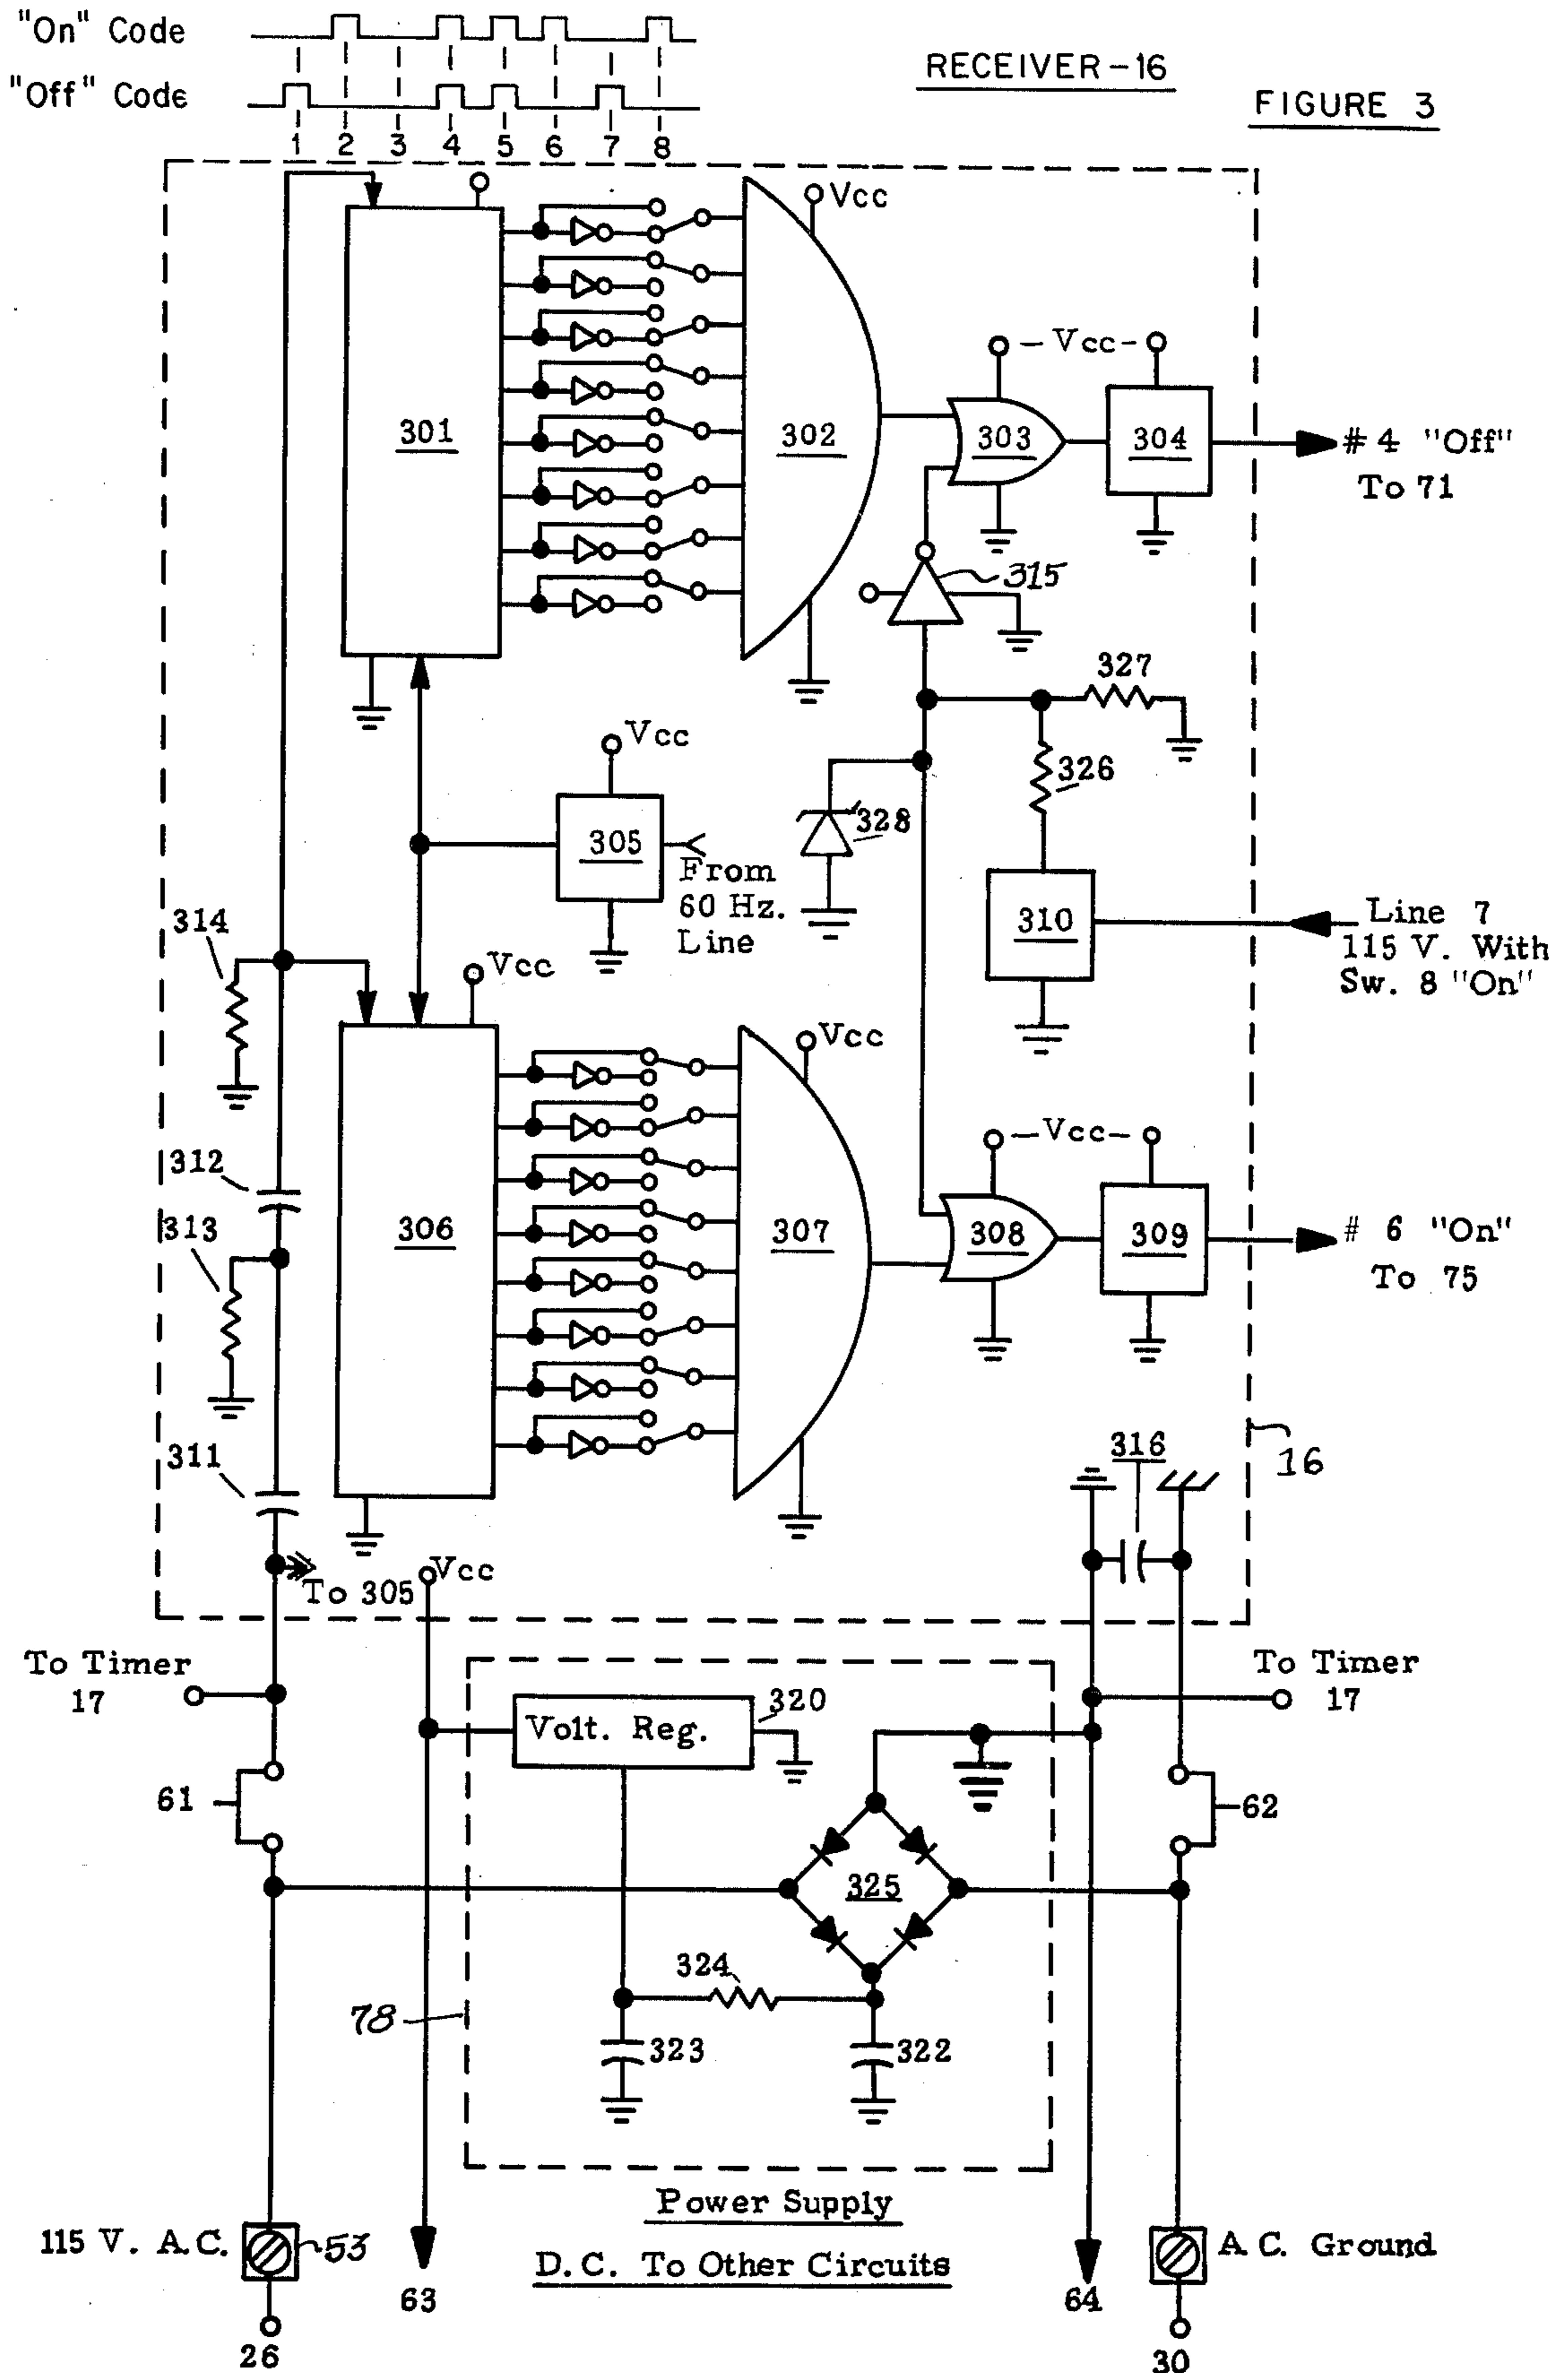 "On" Code
RECEIVER-16
"Off" Code
FIGURE 3
1 2 3 4 5 6 7 8
Vcc
-Vcc-
301
302
303
304
# 4 "Off"
To 71
315
327
Vcc
326
305
328
From
60 Hz.
Line
314
310
Line 7
115 V. With
Sw. 8 "On"
Vcc
Vcc
-Vcc-
312
313
306
307
308
309
# 6 "On"
To 75
311
316
16
To 305
Vcc
To Timer
17
To Timer
17
320
Volt. Reg.
61
62
325
324
78
323
322
Power Supply
115 V. A.C.
53
D.C. To Other Circuits
A.C. Ground
63
64
26
30